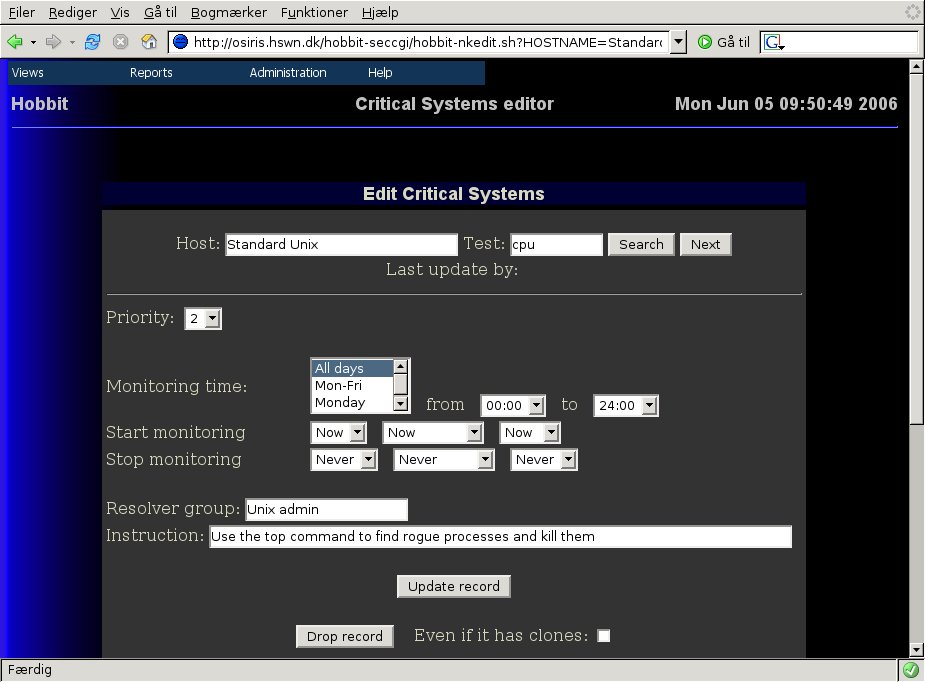 Filer Rediger Vis Gå til Bogmærker Funktioner Hjælp
http://osiris.hswn.dk/hobbit-seccgi/hobbit-nkedit.sh?HOSTNAME=Standard Gå til G
Views Reports Administration Help
Hobbit Critical Systems editor Mon Jun 05 09:50:49 2006
Edit Critical Systems
Host: Standard Unix Test: cpu Search Next
Last update by:
Priority: 2
All days
Monitoring time: Mon-Fri
Monday from 00:00 to 24:00
Start monitoring Now Now Now
Stop monitoring Never Never Never
Resolver group: Unix admin
Instruction: Use the top command to find rogue processes and kill them
Update record
Drop record Even if it has clones:
Færdig